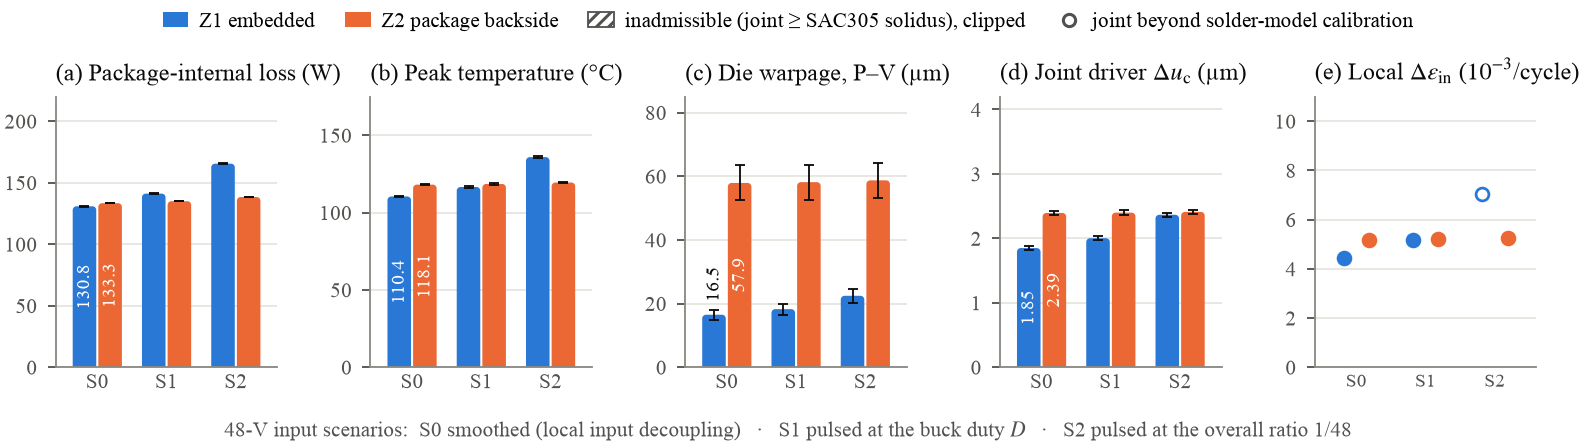 Z1 embedded
Z2 package backside
inadmissible (joint ≥ SAC305 solidus), clipped
joint beyond solder-model calibration
(a) Package-internal loss (W)
200
150
100
50
0
130.8
133.3
S0
S1
S2
(b) Peak temperature (°C)
150
100
50
0
110.4
118.1
S0
S1
S2
(c) Die warpage, P–V (µm)
80
60
40
20
0
16.5
57.9
S0
S1
S2
(d) Joint driver Δu_c (µm)
4
3
2
1
0
1.85
2.39
S0
S1
S2
(e) Local Δε_in (10⁻³/cycle)
10
8
6
4
2
0
S0
S1
S2
48-V input scenarios: S0 smoothed (local input decoupling) · S1 pulsed at the buck duty D · S2 pulsed at the overall ratio 1/48